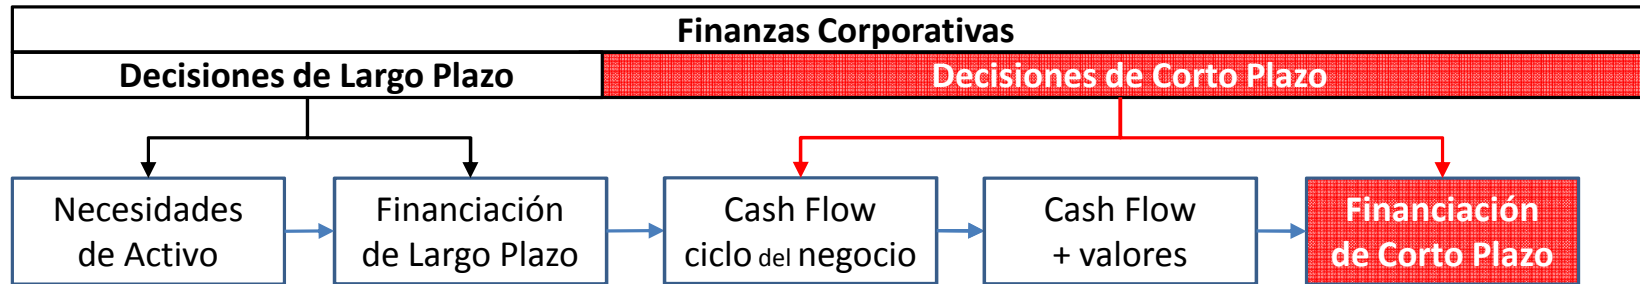 Finanzas Corporativas
Decisiones de Largo Plazo
Decisiones de Corto Plazo
Necesidades
de Activo
Financiación
de Largo Plazo
Cash Flow
ciclo del negocio
Cash Flow
+ valores
Financiación
de Corto Plazo